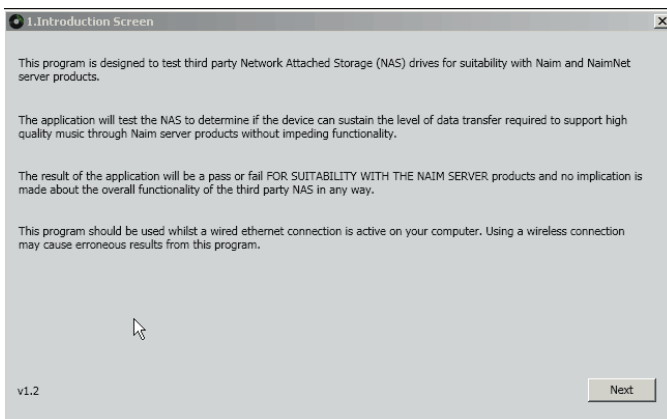 1.Introduction Screen
This program is designed to test third party Network Attached Storage (NAS) drives for suitability with Naim and NaimNet
server products.
The application will test the NAS to determine if the device can sustain the level of data transfer required to support high
quality music through Naim server products without impeding functionality.
The result of the application will be a pass or fail FOR SUITABILITY WITH THE NAIM SERVER products and no implication is
made about the overall functionality of the third party NAS in any way.
This program should be used whilst a wired ethernet connection is active on your computer. Using a wireless connection
may cause erroneous results from this program.
v1.2
Next